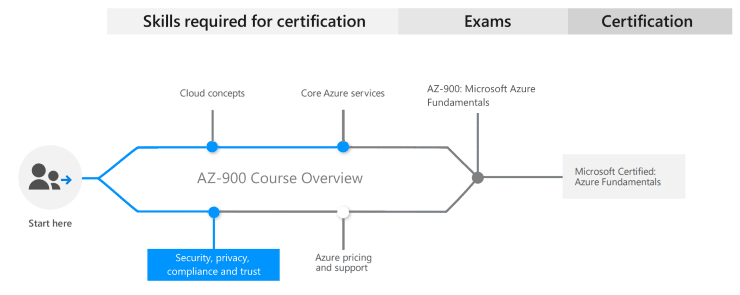 Skills required for certification
Exams
Certification
Cloud concepts
Core Azure services
AZ-900: Microsoft Azure
Fundamentals
AZ-900 Course Overview
Microsoft Certified:
Azure Fundamentals
Start here
Security, privacy,
compliance and trust
Azure pricing
and support